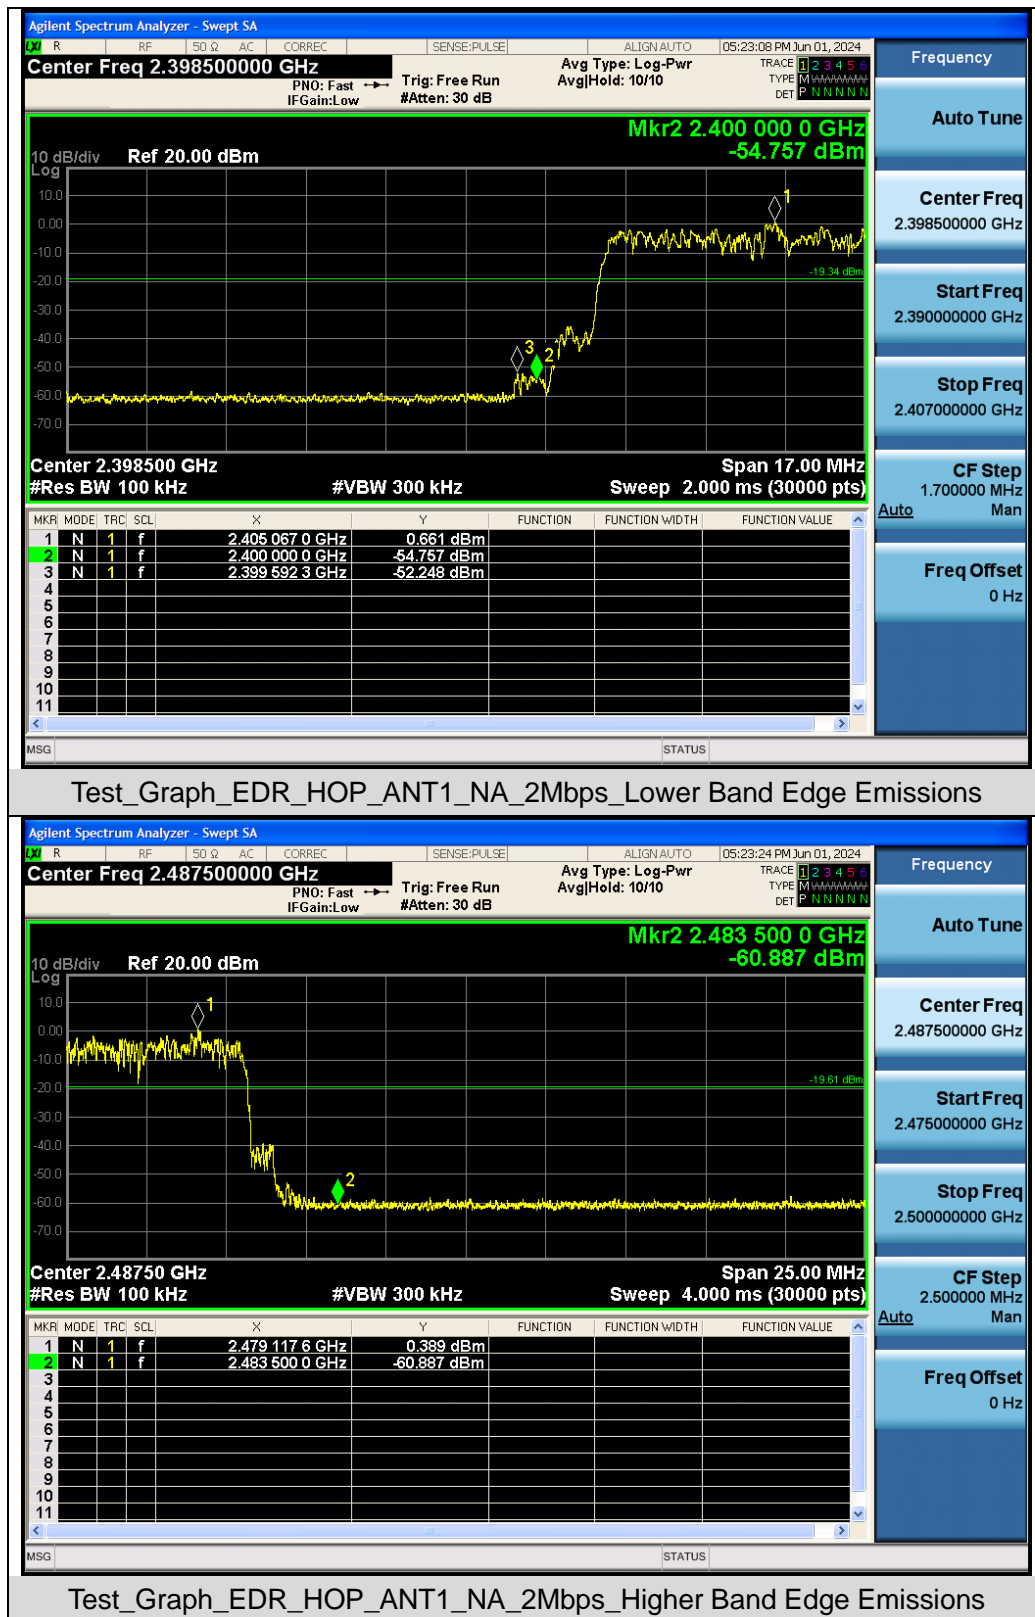 Agilent Spectrum Analyzer - Swept SA
LXI R RF 50 Ω AC CORREC SENSE:PULSE ALIGN AUTO 05:23:08 PM Jun 01, 2024
Center Freq 2.398500000 GHz
PNO: Fast
IFGain:Low
Trig: Free Run
#Atten: 30 dB
Avg Type: Log-Pwr
Avg|Hold: 10/10
TRACE 1 2 3 4 5 6
TYPE M W W W W W
DET P N N N N N
Mkr2 2.400 000 0 GHz
-54.757 dBm
10 dB/div Ref 20.00 dBm
Log
10.0
0.00
-10.0
-20.0
-30.0
-40.0
-50.0
-60.0
-70.0
1
-19.34 dBm
3
2
Center 2.398500 GHz Span 17.00 MHz
#Res BW 100 kHz #VBW 300 kHz Sweep 2.000 ms (30000 pts)
MKR MODE TRC SCL X Y FUNCTION FUNCTION WIDTH FUNCTION VALUE
1 N 1 f 2.405 067 0 GHz 0.661 dBm
2 N 1 f 2.400 000 0 GHz -54.757 dBm
3 N 1 f 2.399 592 3 GHz -52.248 dBm
4
5
6
7
8
9
10
11
MSG STATUS
Frequency
Auto Tune
Center Freq
2.398500000 GHz
Start Freq
2.390000000 GHz
Stop Freq
2.407000000 GHz
CF Step
1.700000 MHz
Auto Man
Freq Offset
0 Hz
Test_Graph_EDR_HOP_ANT1_NA_2Mbps_Lower Band Edge Emissions
Agilent Spectrum Analyzer - Swept SA
LXI R RF 50 Ω AC CORREC SENSE:PULSE ALIGN AUTO 05:23:24 PM Jun 01, 2024
Center Freq 2.487500000 GHz
PNO: Fast
IFGain:Low
Trig: Free Run
#Atten: 30 dB
Avg Type: Log-Pwr
Avg|Hold: 10/10
TRACE 1 2 3 4 5 6
TYPE M W W W W W
DET P N N N N N
Mkr2 2.483 500 0 GHz
-60.887 dBm
10 dB/div Ref 20.00 dBm
Log
10.0
0.00
-10.0
-20.0
-30.0
-40.0
-50.0
-60.0
-70.0
1
-19.61 dBm
2
Center 2.48750 GHz Span 25.00 MHz
#Res BW 100 kHz #VBW 300 kHz Sweep 4.000 ms (30000 pts)
MKR MODE TRC SCL X Y FUNCTION FUNCTION WIDTH FUNCTION VALUE
1 N 1 f 2.479 117 6 GHz 0.389 dBm
2 N 1 f 2.483 500 0 GHz -60.887 dBm
3
4
5
6
7
8
9
10
11
MSG STATUS
Frequency
Auto Tune
Center Freq
2.487500000 GHz
Start Freq
2.475000000 GHz
Stop Freq
2.500000000 GHz
CF Step
2.500000 MHz
Auto Man
Freq Offset
0 Hz
Test_Graph_EDR_HOP_ANT1_NA_2Mbps_Higher Band Edge Emissions